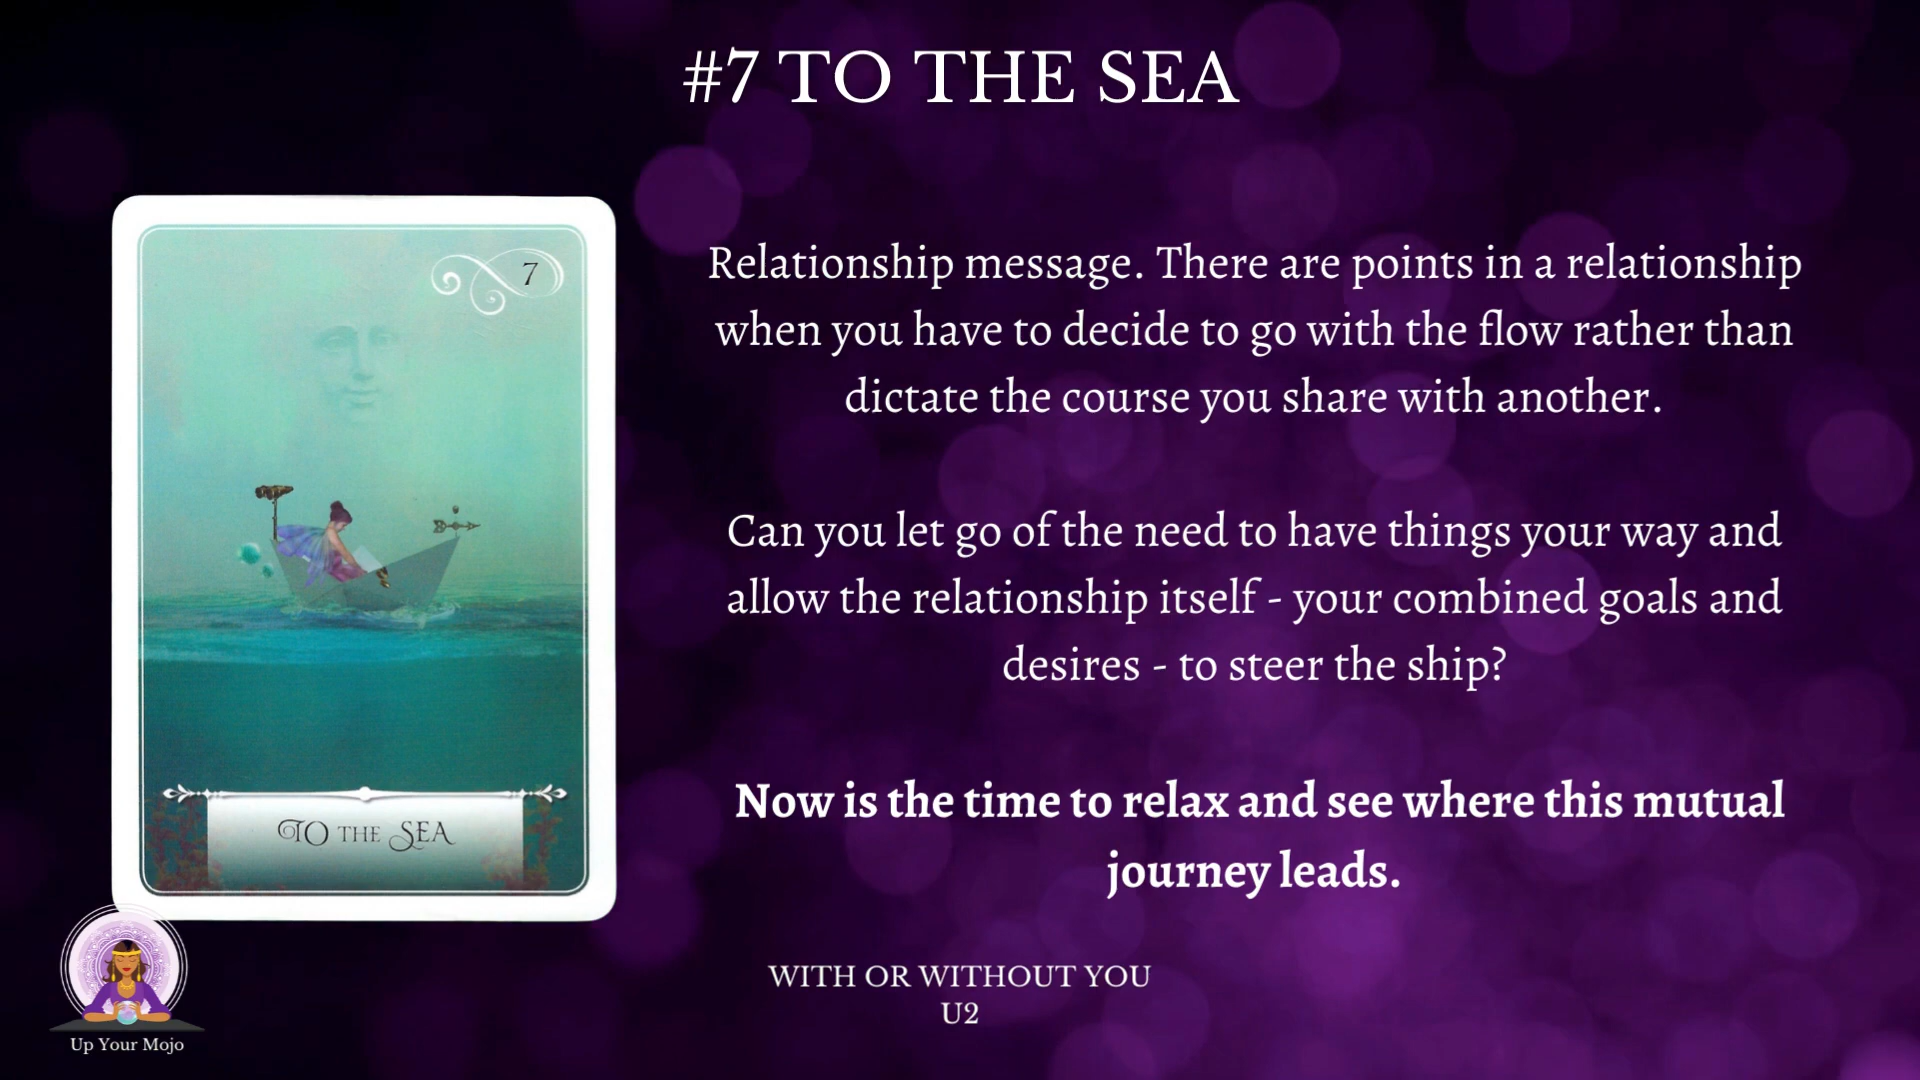 #7 TO THE SEA
7
TO THE SEA
Relationship message. There are points in a relationship
when you have to decide to go with the flow rather than
dictate the course you share with another.
Can you let go of the need to have things your way and
allow the relationship itself - your combined goals and
desires - to steer the ship?
Now is the time to relax and see where this mutual
journey leads.
WITH OR WITHOUT YOU
U2
Up Your Mojo